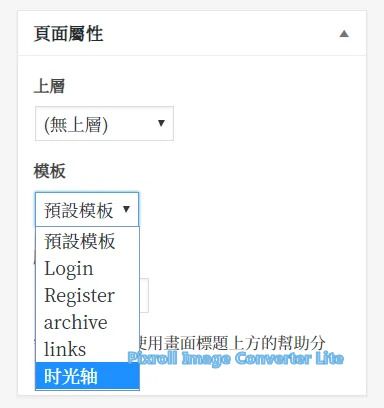 頁面屬性
上層
(無上層)
模板
預設模板
預設模板
Login
Register
archive
links
时光轴
使用畫面標題上方的幫助分
Pixroll Image Converter Lite